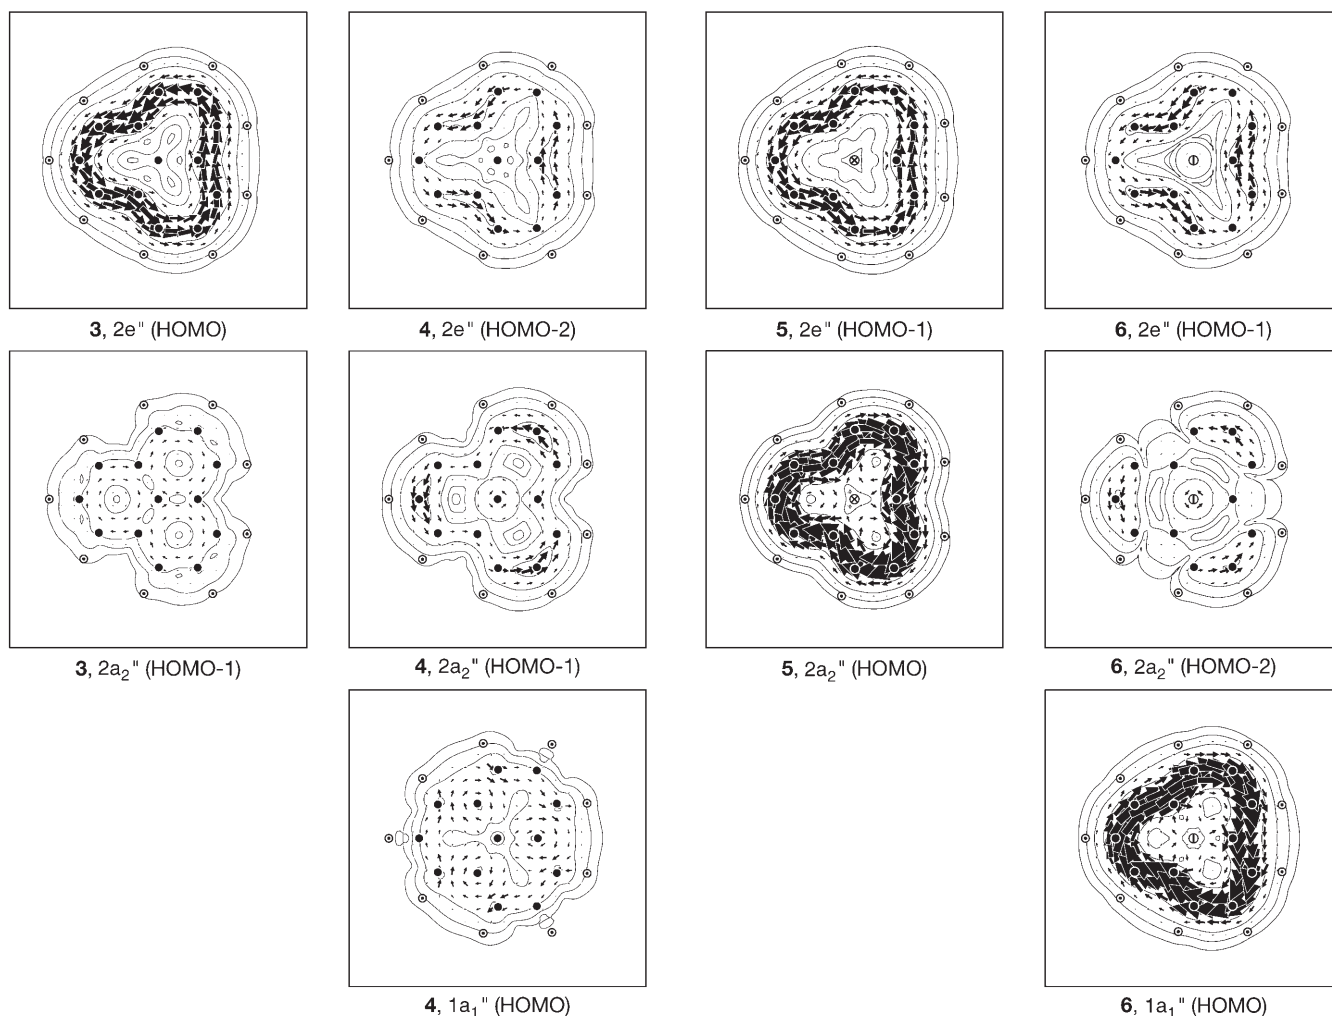 3, 2e" (HOMO) 4, 2e" (HOMO-2) 5, 2e" (HOMO-1) 6, 2e" (HOMO-1)
3, 2a₂" (HOMO-1) 4, 2a₂" (HOMO-1) 5, 2a₂" (HOMO) 6, 2a₂" (HOMO-2)
4, 1a₁" (HOMO) 6, 1a₁" (HOMO)